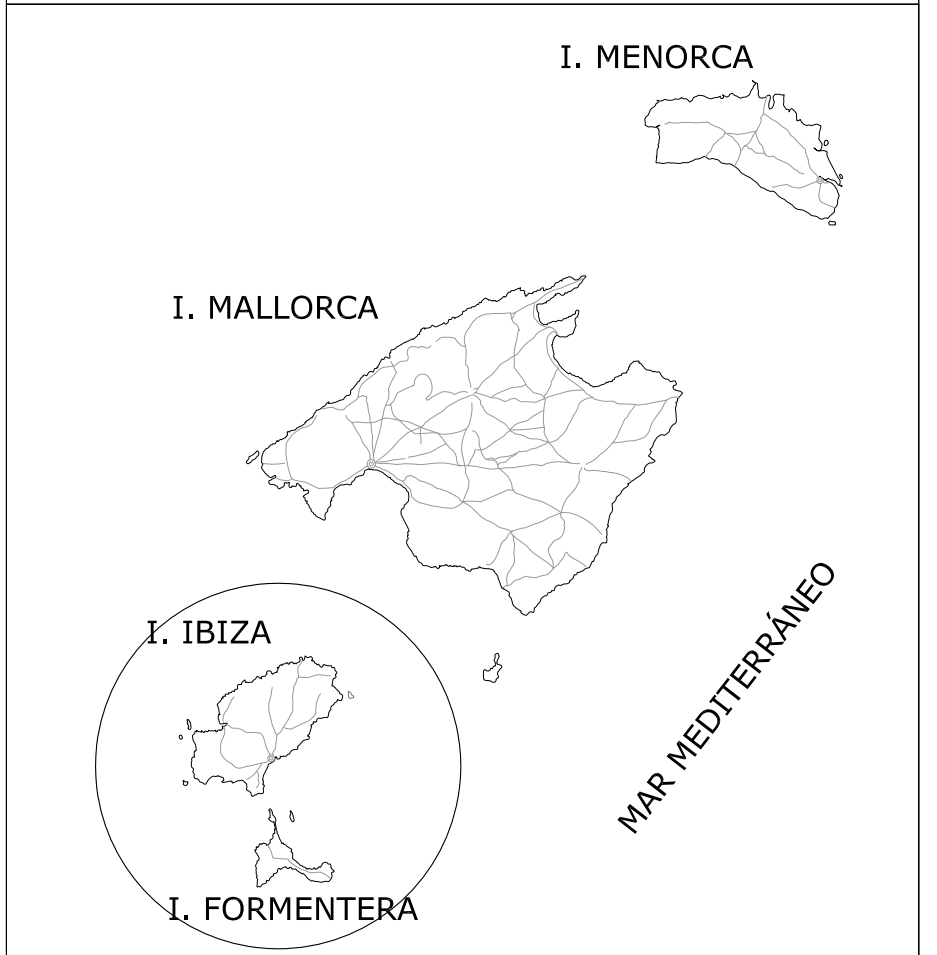 I. MENORCA
I. MALLORCA
MAR MEDITERRÁNEO
I. IBIZA
I. FORMENTERA